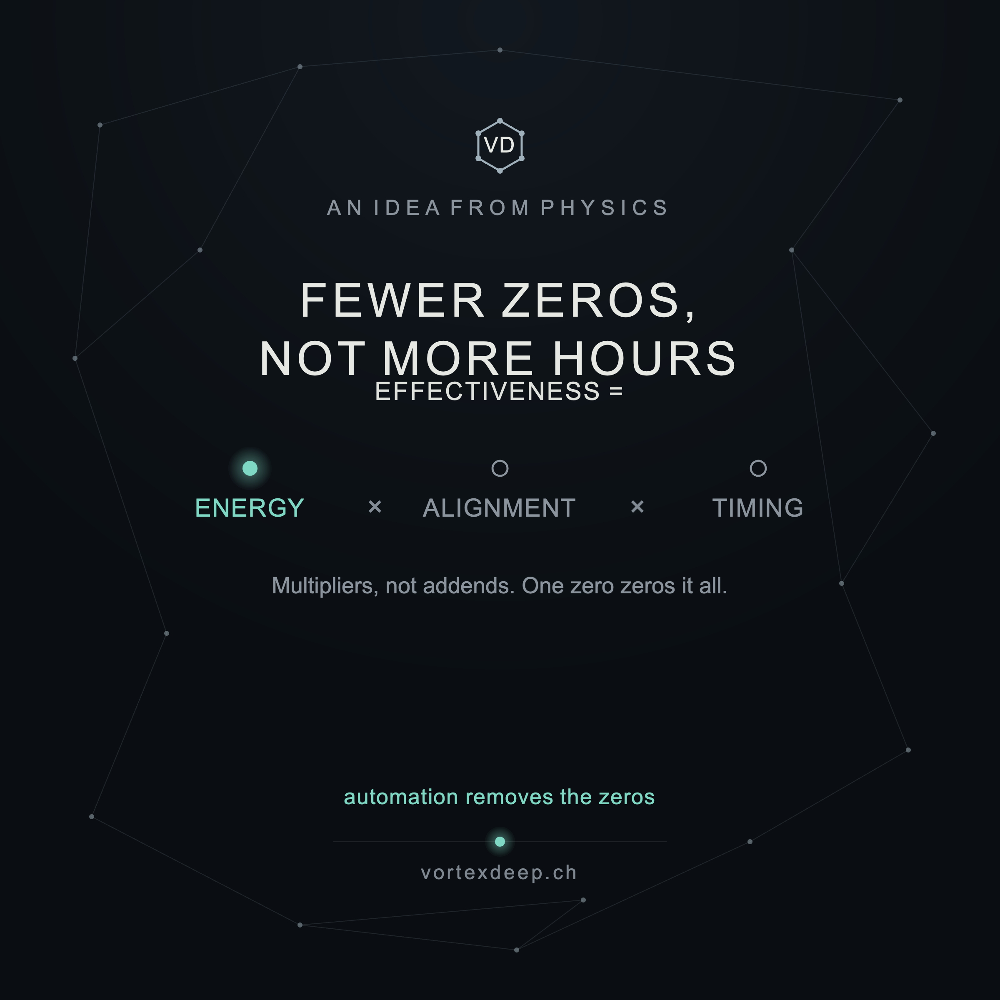 VD
AN IDEA FROM PHYSICS
FEWER ZEROS,
NOT MORE HOURS
EFFECTIVENESS =
ENERGY × ALIGNMENT × TIMING
Multipliers, not addends. One zero zeros it all.
automation removes the zeros
vortexdeep.ch